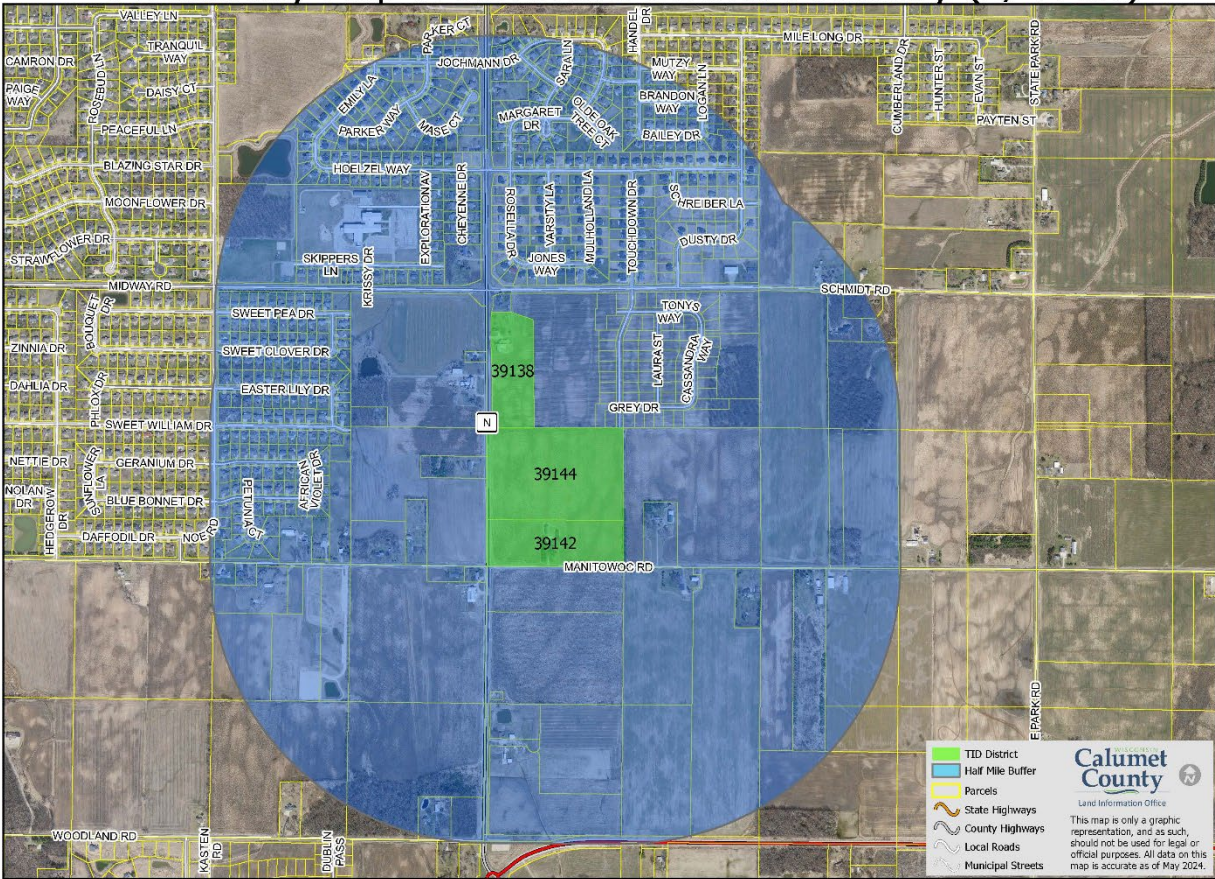 VALLEY LN
TRANQUIL
WAY
CAMRON DR
PAIGE
WAY
ROSEBUD LN
DAISY CT
PEACEFUL LN
BLAZING STAR DR
MOONFLOWER DR
STRAWFLOWER DR
MIDWAY RD
BOUQUET
DR
ZINNIA DR
DAHLIA DR
PHLOX DR
SWEET WILLIAM DR
NETTIE DR
SUNFLOWER
LA
GERANIUM DR
NOLAN
DR
BLUE BONNET DR
HEDGEROW
DR
DAFFODIL DR
NOE RD
PARKER CT
JOCHMANN DR
EMILY LA
PARKER WAY
MASE CT
HOELZEL WAY
EXPLORATION AV
CHEYENNE DR
SKIPPERS
LN
KRISSY DR
SARA LN
MARGARET
DR
OLDE OAK
TREE CT
HANDEL
DR
MUTZY
WAY
BRANDON
WAY
LOGAN LN
BAILEY DR
ROSELLA DR
VARSITY LA
MULHOLLAND LA
TOUCHDOWN DR
SCHREIBER LA
DUSTY DR
JONES
WAY
MILE LONG DR
CUMBERLAND DR
HUNTER ST
EVAN ST
STATE PARK RD
PAYTEN ST
SCHMIDT RD
SWEET PEA DR
SWEET CLOVER DR
EASTER LILY DR
PETUNIA
CT
AFRICAN
VIOLET DR
TONYS
WAY
LAURA ST
CASSANDRA
WAY
GREY DR
39138
N
39144
39142
MANITOWOC RD
E PARK RD
WOODLAND RD
KASTEN
RD
DUBLIN
PASS
TID District
Half Mile Buffer
Parcels
State Highways
County Highways
Local Roads
Municipal Streets
WISCONSIN
Calumet
County
Land Information Office
N
This map is only a graphic
representation, and as such,
should not be used for legal or
official purposes. All data on this
map is accurate as of May 2024.